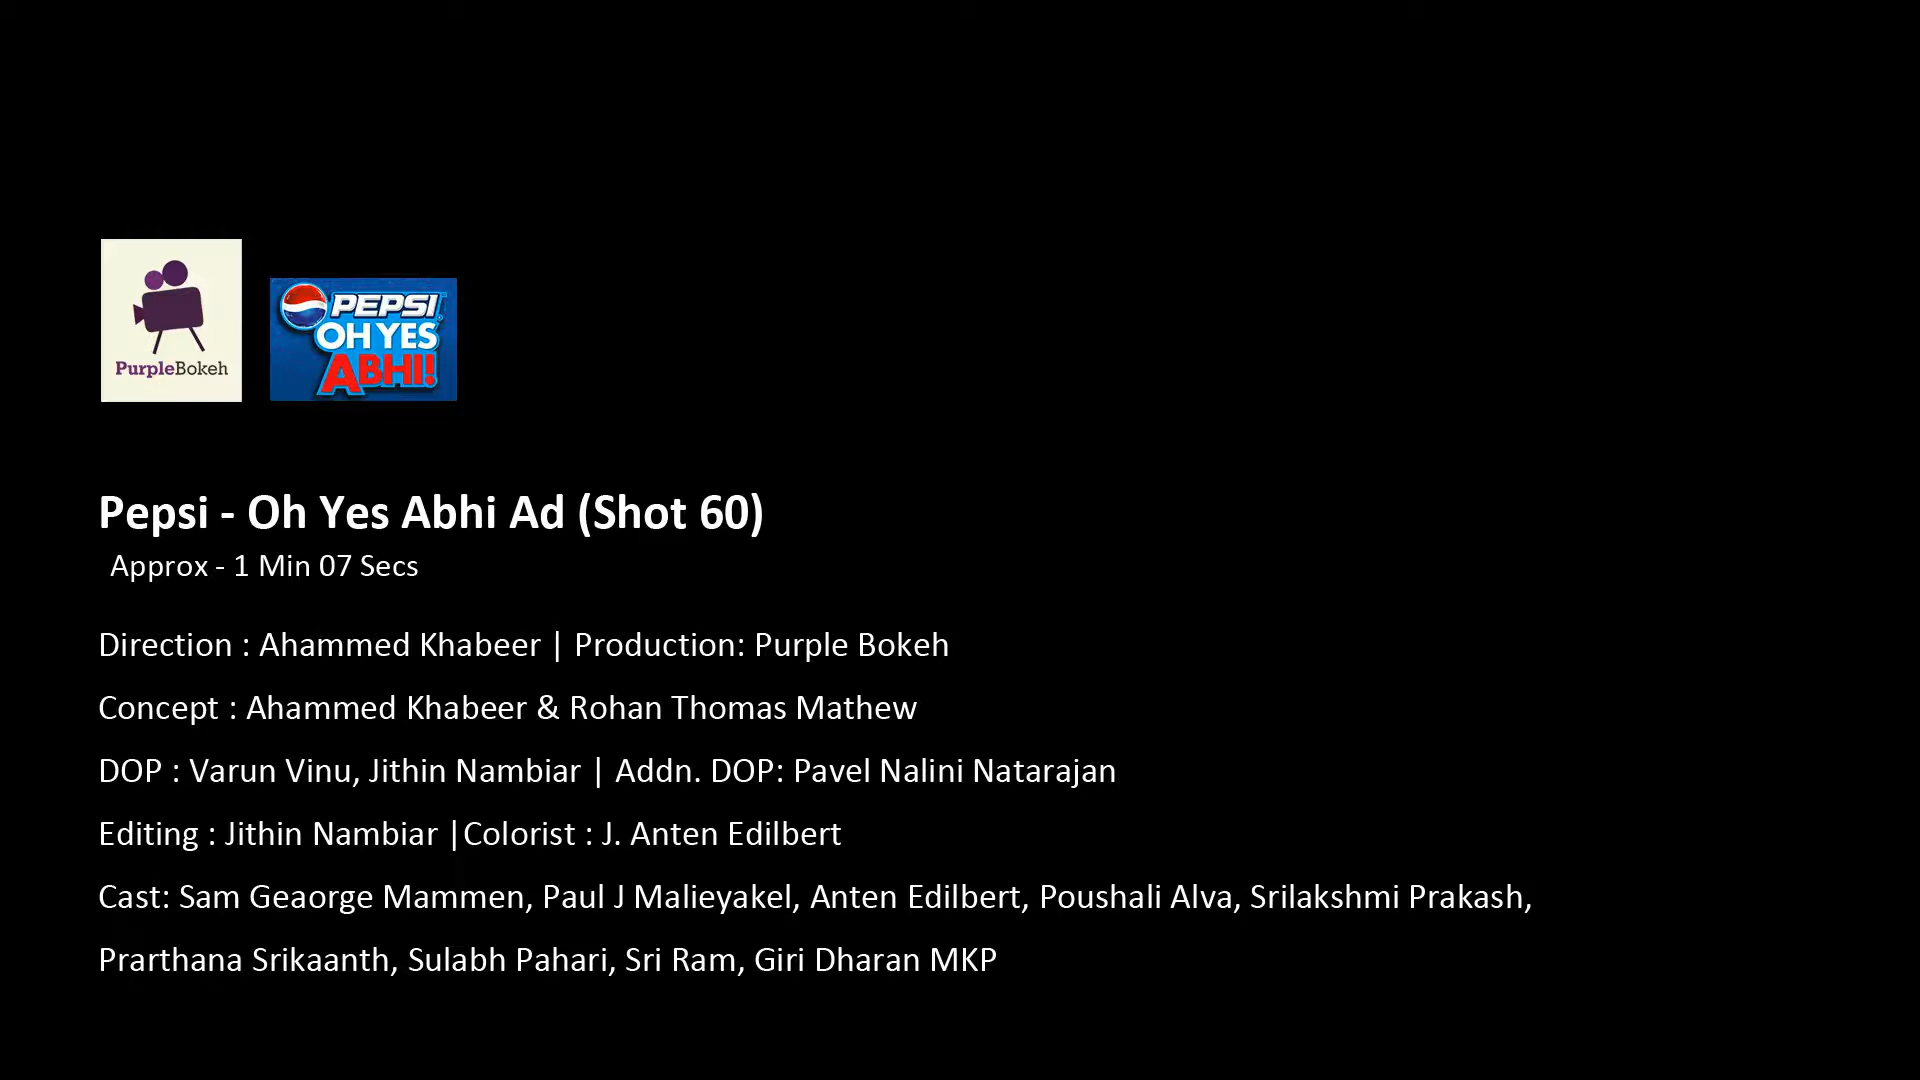 PurpleBokeh
PEPSI
OH YES
ABHI!
Pepsi - Oh Yes Abhi Ad (Shot 60)
Approx - 1 Min 07 Secs
Direction : Ahammed Khabeer | Production: Purple Bokeh
Concept : Ahammed Khabeer & Rohan Thomas Mathew
DOP : Varun Vinu, Jithin Nambiar | Addn. DOP: Pavel Nalini Natarajan
Editing : Jithin Nambiar |Colorist : J. Anten Edilbert
Cast: Sam Geaorge Mammen, Paul J Malieyakel, Anten Edilbert, Poushali Alva, Srilakshmi Prakash,
Prarthana Srikaanth, Sulabh Pahari, Sri Ram, Giri Dharan MKP